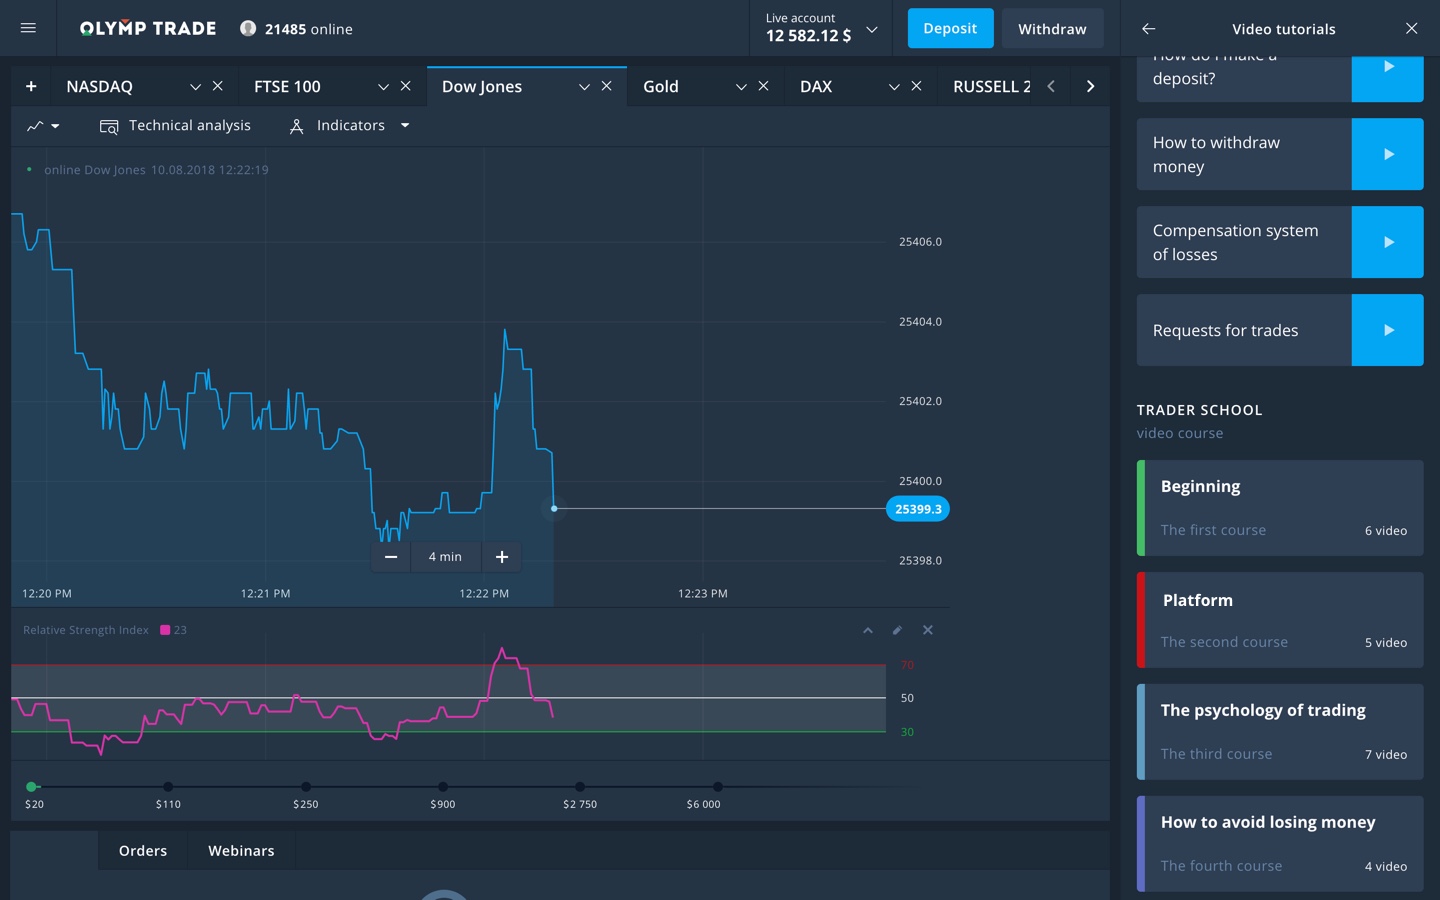 OLYMP TRADE
21485 online
Live account
12 582.12 $
Deposit
Withdraw
Video tutorials
NASDAQ
FTSE 100
Dow Jones
Gold
DAX
RUSSELL 2
Technical analysis
Indicators
online Dow Jones 10.08.2018 12:22:19
25406.0
25404.0
25402.0
25400.0
25399.3
25398.0
4 min
12:20 PM
12:21 PM
12:22 PM
12:23 PM
Relative Strength Index 23
70
50
30
$20
$110
$250
$900
$2 750
$6 000
Orders
Webinars
How do I make a
deposit?
How to withdraw
money
Compensation system
of losses
Requests for trades
TRADER SCHOOL
video course
Beginning
The first course
6 video
Platform
The second course
5 video
The psychology of trading
The third course
7 video
How to avoid losing money
The fourth course
4 video